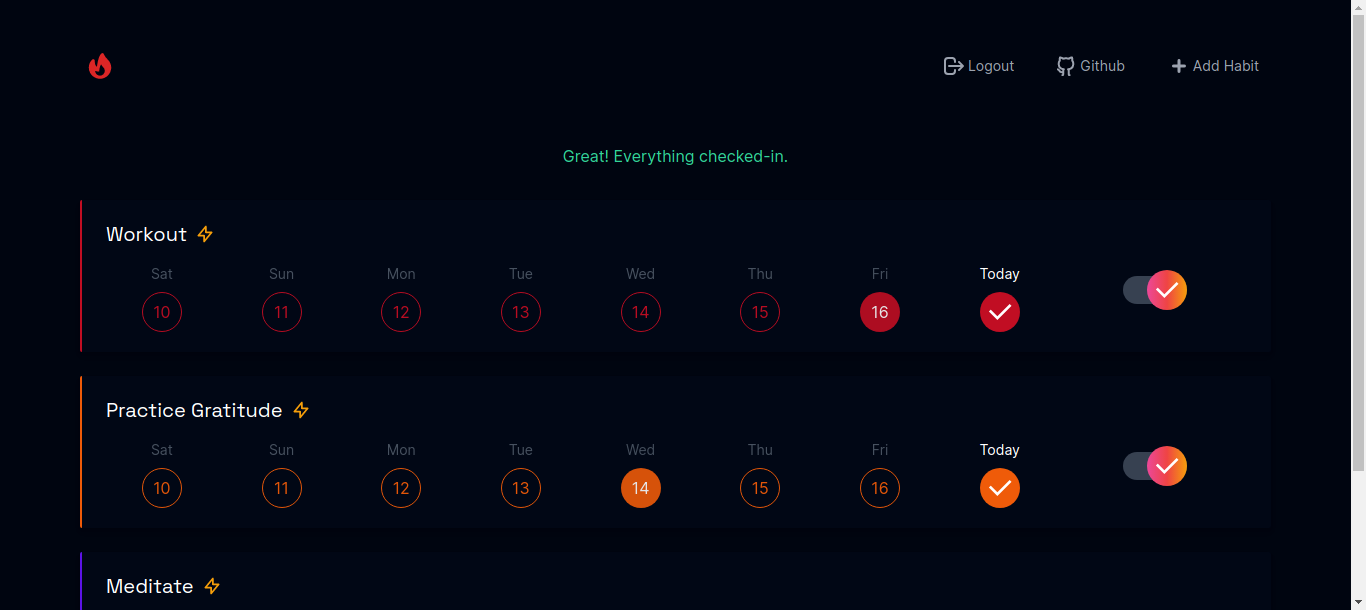 Logout Github Add Habit
Great! Everything checked-in.
Workout
Sat Sun Mon Tue Wed Thu Fri Today
10 11 12 13 14 15 16
Practice Gratitude
Sat Sun Mon Tue Wed Thu Fri Today
10 11 12 13 14 15 16
Meditate